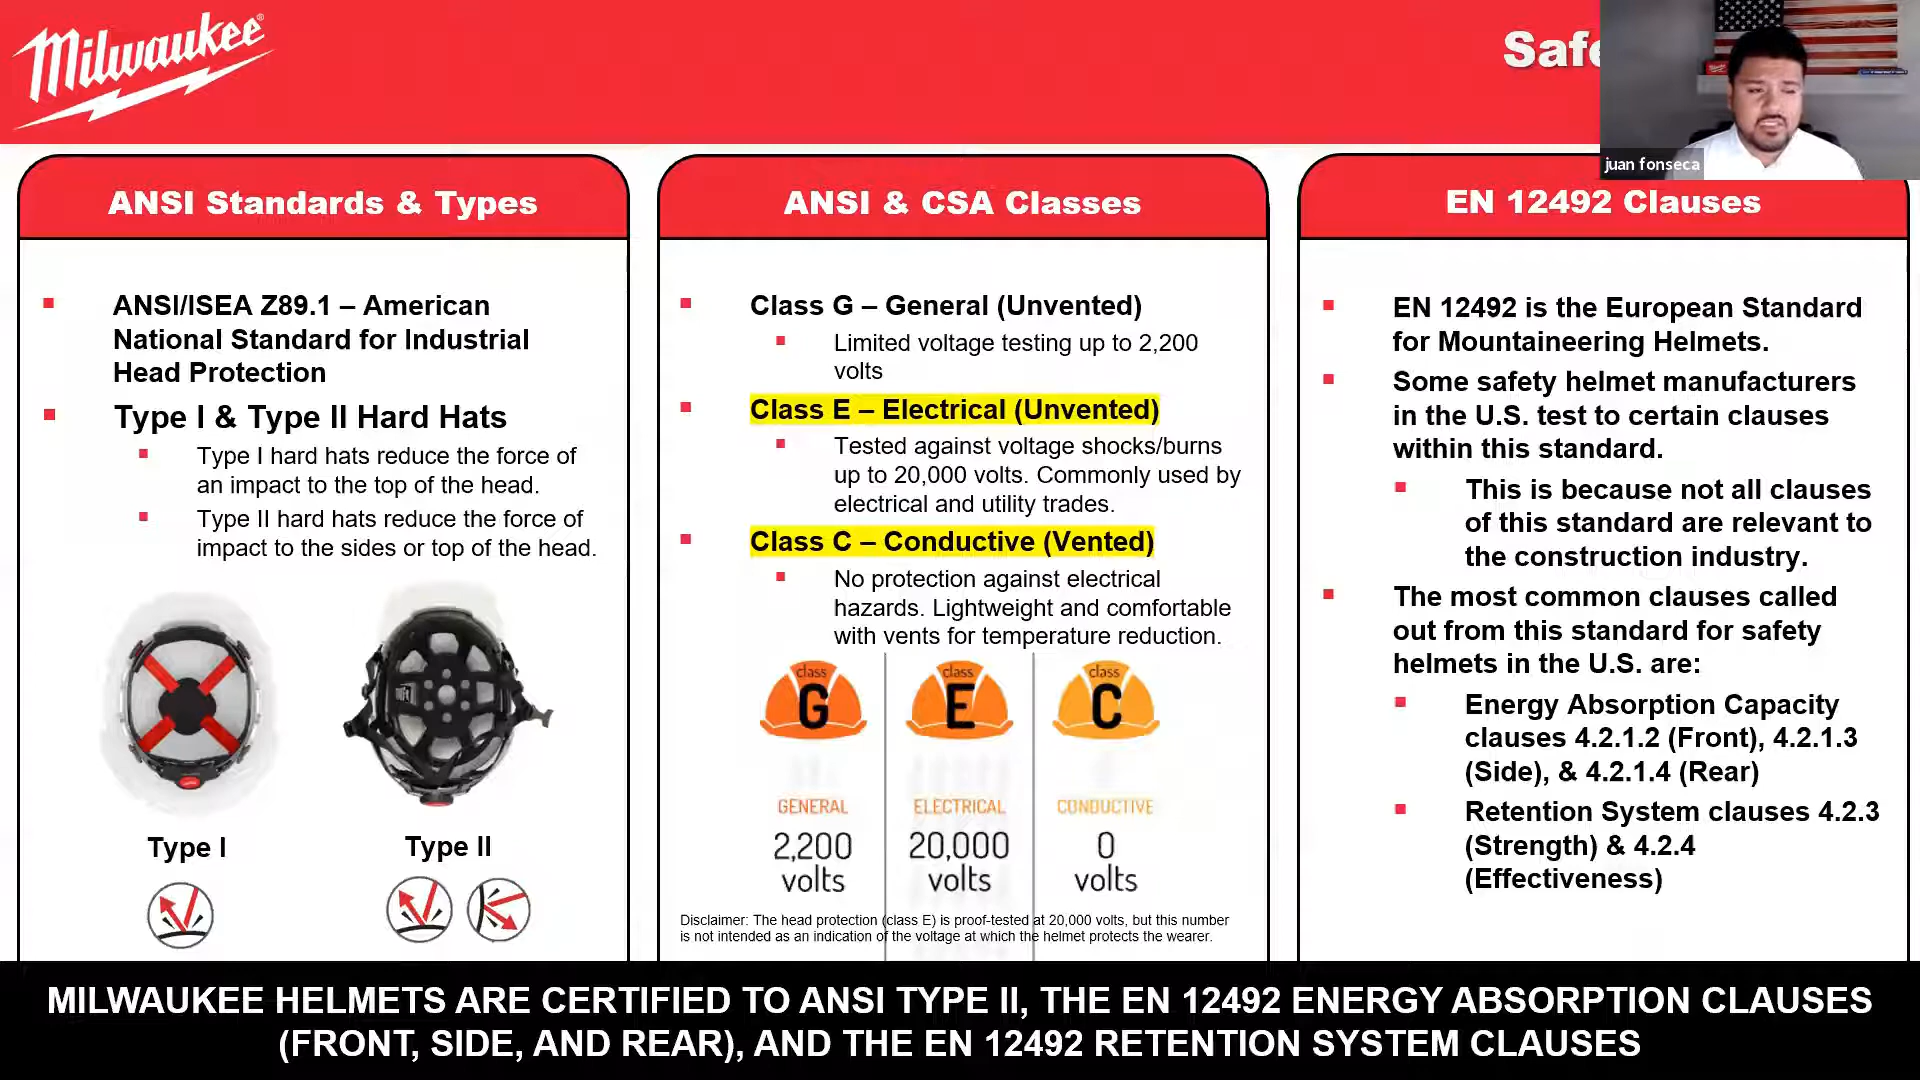 Milwaukee
Safe
juan fonseca
ANSI Standards & Types
ANSI/ISEA Z89.1 – American
National Standard for Industrial
Head Protection
Type I & Type II Hard Hats
Type I hard hats reduce the force of
an impact to the top of the head.
Type II hard hats reduce the force of
impact to the sides or top of the head.
Type I
Type II
ANSI & CSA Classes
Class G – General (Unvented)
Limited voltage testing up to 2,200
volts
Class E – Electrical (Unvented)
Tested against voltage shocks/burns
up to 20,000 volts. Commonly used by
electrical and utility trades.
Class C – Conductive (Vented)
No protection against electrical
hazards. Lightweight and comfortable
with vents for temperature reduction.
class class class
G E C
GENERAL ELECTRICAL CONDUCTIVE
2,200 20,000 0
volts volts volts
Disclaimer: The head protection (class E) is proof-tested at 20,000 volts, but this number
is not intended as an indication of the voltage at which the helmet protects the wearer.
EN 12492 Clauses
EN 12492 is the European Standard
for Mountaineering Helmets.
Some safety helmet manufacturers
in the U.S. test to certain clauses
within this standard.
This is because not all clauses
of this standard are relevant to
the construction industry.
The most common clauses called
out from this standard for safety
helmets in the U.S. are:
Energy Absorption Capacity
clauses 4.2.1.2 (Front), 4.2.1.3
(Side), & 4.2.1.4 (Rear)
Retention System clauses 4.2.3
(Strength) & 4.2.4
(Effectiveness)
MILWAUKEE HELMETS ARE CERTIFIED TO ANSI TYPE II, THE EN 12492 ENERGY ABSORPTION CLAUSES
(FRONT, SIDE, AND REAR), AND THE EN 12492 RETENTION SYSTEM CLAUSES